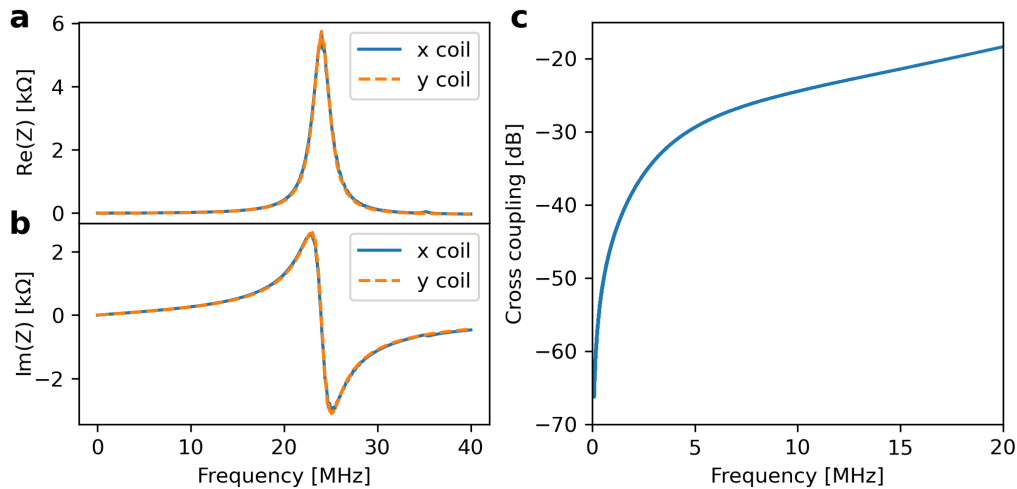 a
6
4
2
0
Re(Z) [kΩ]
x coil
y coil
b
2
0
−2
Im(Z) [kΩ]
x coil
y coil
0 10 20 30 40
Frequency [MHz]
c
−20
−30
−40
−50
−60
−70
Cross coupling [dB]
0 5 10 15 20
Frequency [MHz]